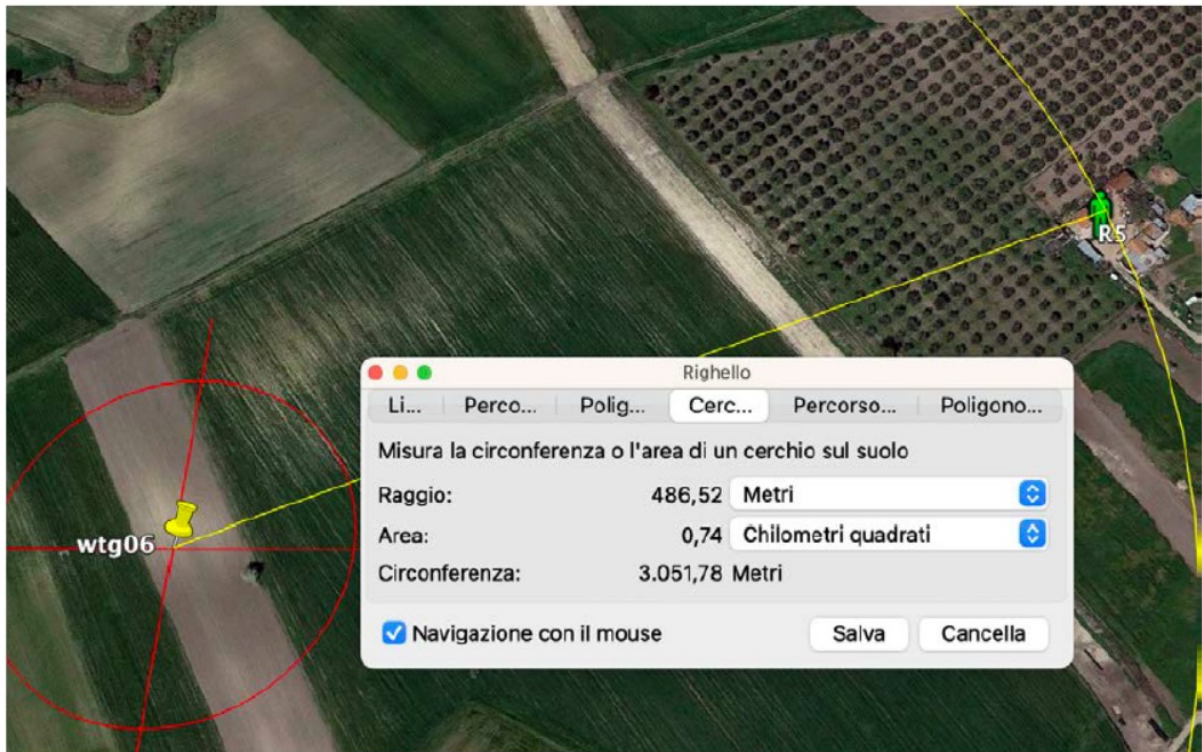 R5
Righello
Li... Perco... Polig... Cerc... Percorso... Poligono...
Misura la circonferenza o l'area di un cerchio sul suolo
Raggio: 486,52 Metri
Area: 0,74 Chilometri quadrati
Circonferenza: 3.051,78 Metri
wtg06
Navigazione con il mouse Salva Cancella